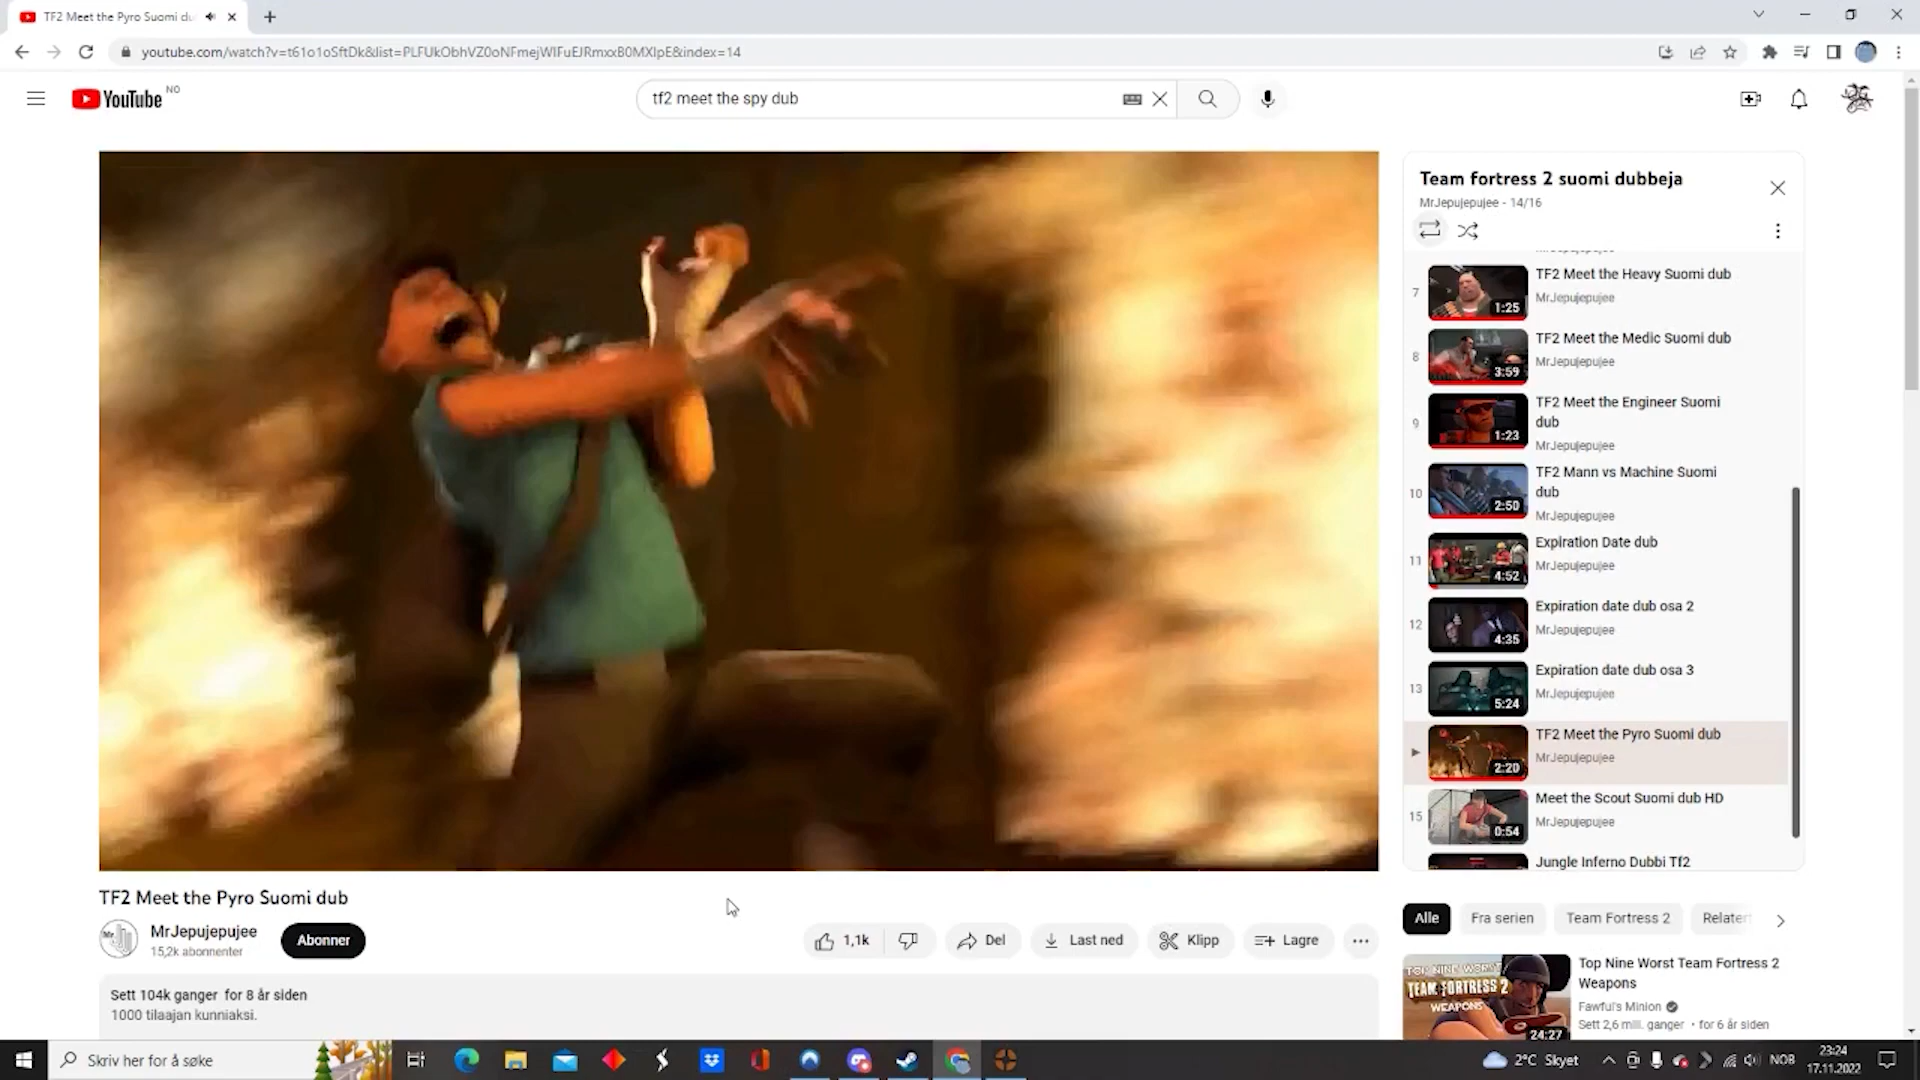 TF2 Meet the Pyro Suomi du
youtube.com/watch?v=t61o1oSftDk&list=PLFUkObhVZ0oNFmejWIFuEJRmxxB0MXIpE&index=14
YouTube NO
tf2 meet the spy dub
Team fortress 2 suomi dubbeja
MrJepujepujee - 14/16
7
TF2 Meet the Heavy Suomi dub
MrJepujepujee
1:25
8
TF2 Meet the Medic Suomi dub
MrJepujepujee
3:59
9
TF2 Meet the Engineer Suomi
dub
MrJepujepujee
1:23
10
TF2 Mann vs Machine Suomi
dub
MrJepujepujee
2:50
11
Expiration Date dub
MrJepujepujee
4:52
12
Expiration date dub osa 2
MrJepujepujee
4:35
13
Expiration date dub osa 3
MrJepujepujee
5:24
TF2 Meet the Pyro Suomi dub
MrJepujepujee
2:20
15
Meet the Scout Suomi dub HD
MrJepujepujee
0:54
Jungle Inferno Dubbi Tf2
TF2 Meet the Pyro Suomi dub
MrJepujepujee
15,2k abonnenter
Abonner
1,1k
Del
Last ned
Klipp
Lagre
Sett 104k ganger for 8 år siden
1000 tilaajan kunniaksi.
Alle
Fra serien
Team Fortress 2
Relater
TOP NINE WORST
TEAM FORTRESS 2
WEAPONS
24:27
Top Nine Worst Team Fortress 2
Weapons
Fawful's Minion
Sett 2,6 mill. ganger • for 6 år siden
Skriv her for å søke
2°C Skyet
NOB
23:24
17.11.2022